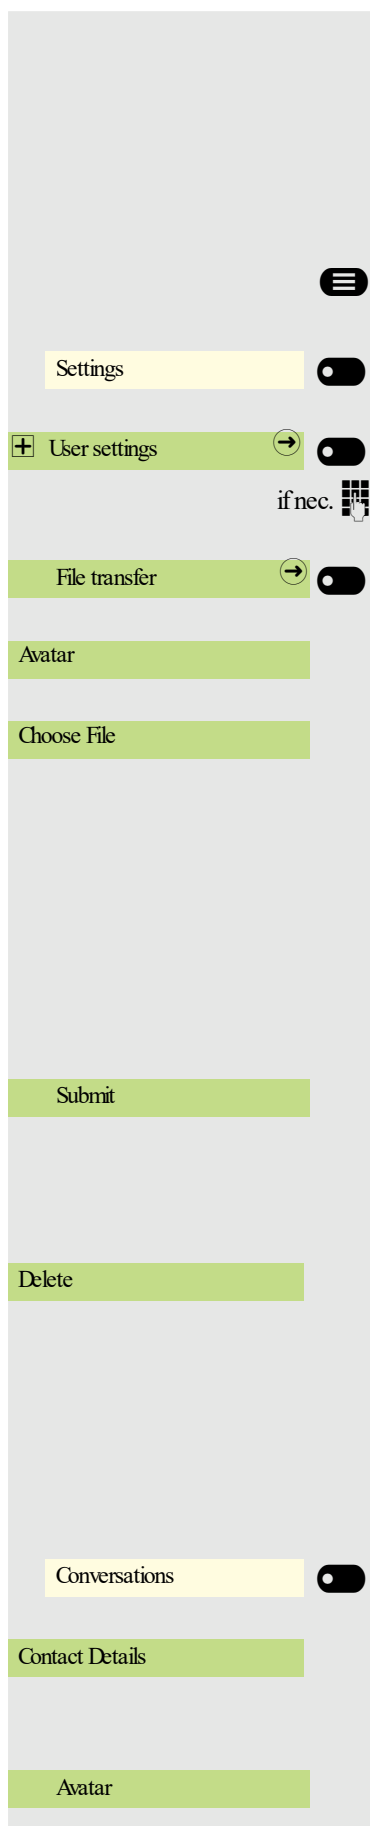 Settings
User settings
if nec.
File transfer
Avatar
Choose File
Submit
Delete
Conversations
Contact Details
Avatar